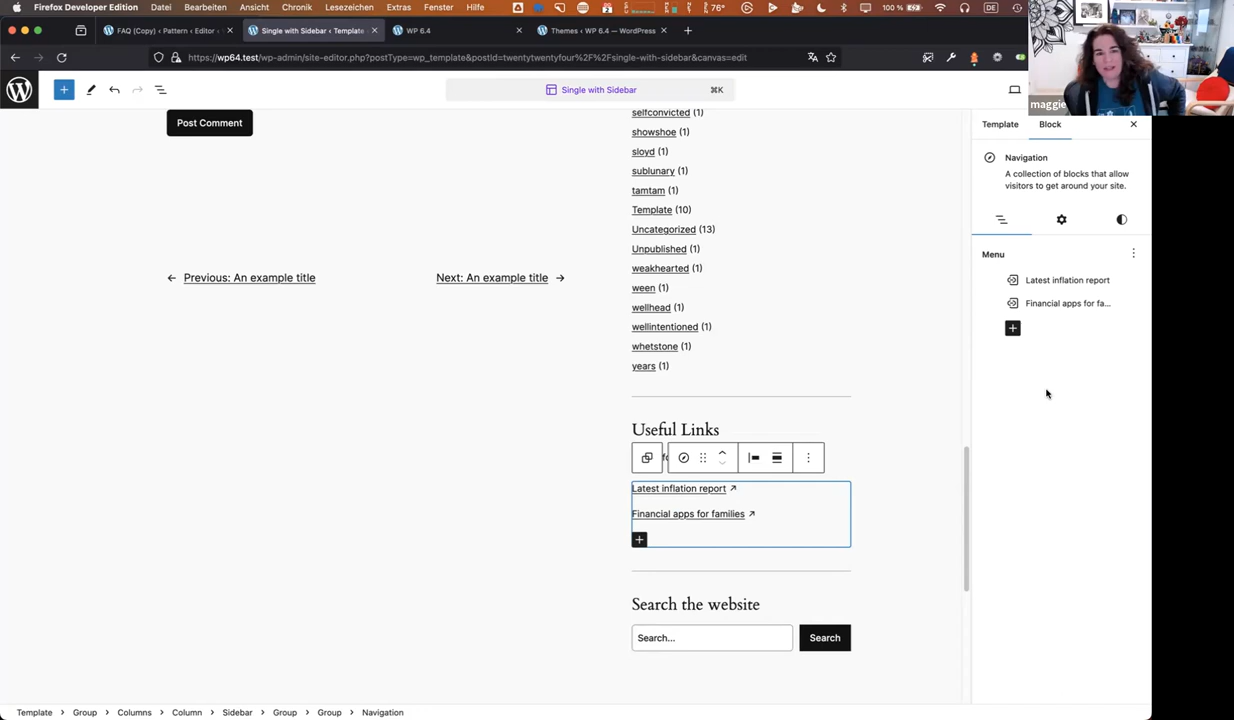 Firefox Developer Edition Datei Bearbeiten Ansicht Chronik Lesezeichen Extras Fenster Hilfe 76° 100 % DE
FAQ (Copy) ‹ Pattern ‹ Editor ‹ Single with Sidebar ‹ Template WP 6.4 Themes ‹ WP 6.4 — WordPress
https://wp64.test/wp-admin/site-editor.php?postType=wp_template&postId=twentytwentyfour%2F%2Fsingle-with-sidebar&canvas=edit
Single with Sidebar ⌘K
maggie
Post Comment
Previous: An example title
Next: An example title
selfconvicted (1)
showshoe (1)
sloyd (1)
sublunary (1)
tamtam (1)
Template (10)
Uncategorized (13)
Unpublished (1)
weakhearted (1)
ween (1)
wellhead (1)
wellintentioned (1)
whetstone (1)
years (1)
Useful Links
Latest inflation report ↗
Financial apps for families ↗
Search the website
Search... Search
Template Block
Navigation
A collection of blocks that allow
visitors to get around your site.
Menu
Latest inflation report
Financial apps for fa...
Template > Group > Columns > Column > Sidebar > Group > Group > Navigation